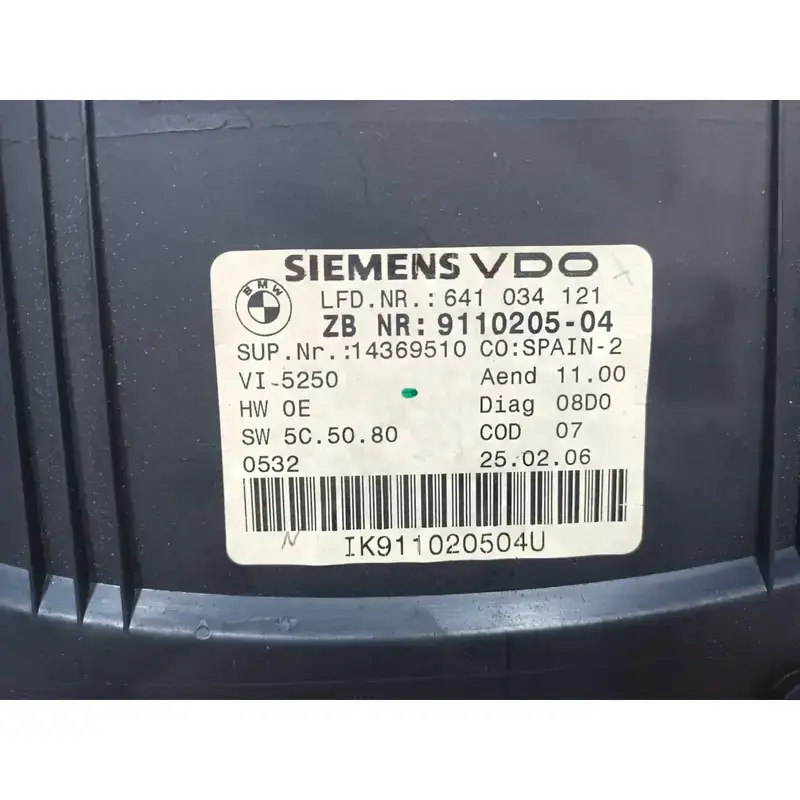 SIEMENS VDO
BMW
LFD.NR.: 641 034 121
ZB NR: 9110205-04
SUP.Nr.:14369510 CO:SPAIN-2
VI-5250 Aend 11.00
HW 0E Diag 08D0
SW 5C.50.80 COD 07
0532 25.02.06
N IK911020504U